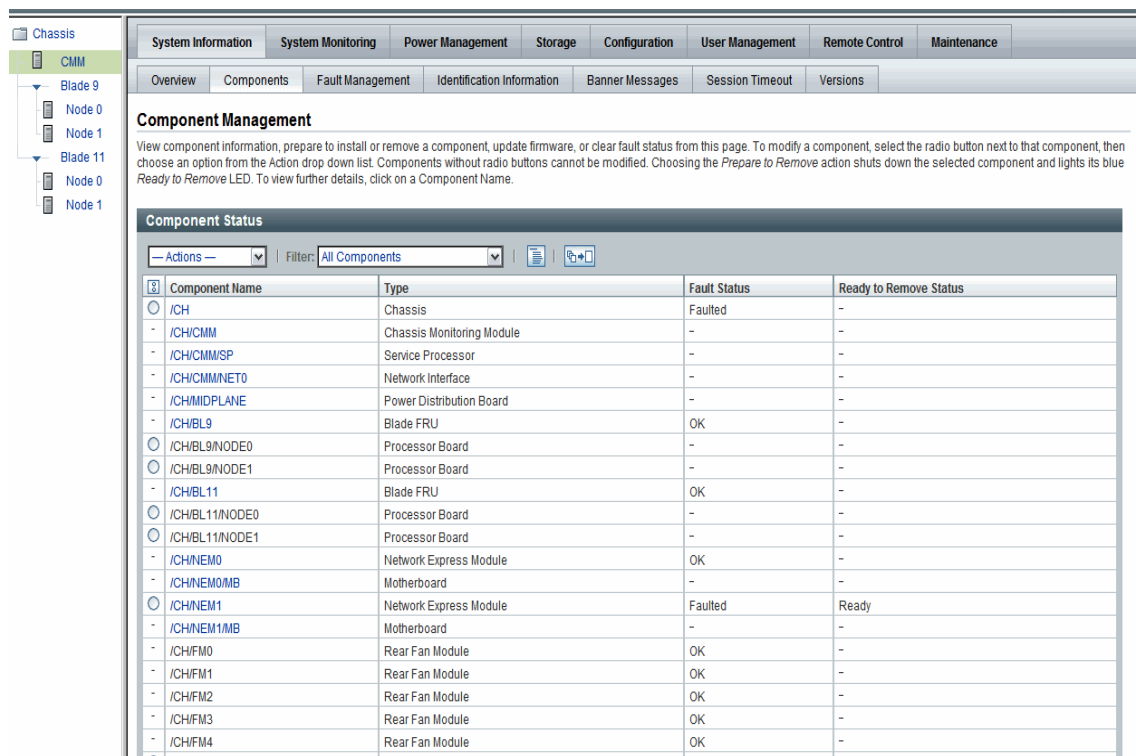 Chassis
CMM
Blade 9
Node 0
Node 1
Blade 11
Node 0
Node 1
System Information System Monitoring Power Management Storage Configuration User Management Remote Control Maintenance
Overview Components Fault Management Identification Information Banner Messages Session Timeout Versions
Component Management
View component information, prepare to install or remove a component, update firmware, or clear fault status from this page. To modify a component, select the radio button next to that component, then
choose an option from the Action drop down list. Components without radio buttons cannot be modified. Choosing the Prepare to Remove action shuts down the selected component and lights its blue
Ready to Remove LED. To view further details, click on a Component Name.
Component Status
— Actions — | Filter: All Components | |
Component Name Type Fault Status Ready to Remove Status
/CH Chassis Faulted -
- /CH/CMM Chassis Monitoring Module - -
- /CH/CMM/SP Service Processor - -
- /CH/CMM/NET0 Network Interface - -
- /CH/MIDPLANE Power Distribution Board - -
- /CH/BL9 Blade FRU OK -
/CH/BL9/NODE0 Processor Board - -
/CH/BL9/NODE1 Processor Board - -
- /CH/BL11 Blade FRU OK -
/CH/BL11/NODE0 Processor Board - -
/CH/BL11/NODE1 Processor Board - -
- /CH/NEM0 Network Express Module OK -
- /CH/NEM0/MB Motherboard - -
/CH/NEM1 Network Express Module Faulted Ready
- /CH/NEM1/MB Motherboard - -
- /CH/FM0 Rear Fan Module OK -
- /CH/FM1 Rear Fan Module OK -
- /CH/FM2 Rear Fan Module OK -
- /CH/FM3 Rear Fan Module OK -
- /CH/FM4 Rear Fan Module OK -